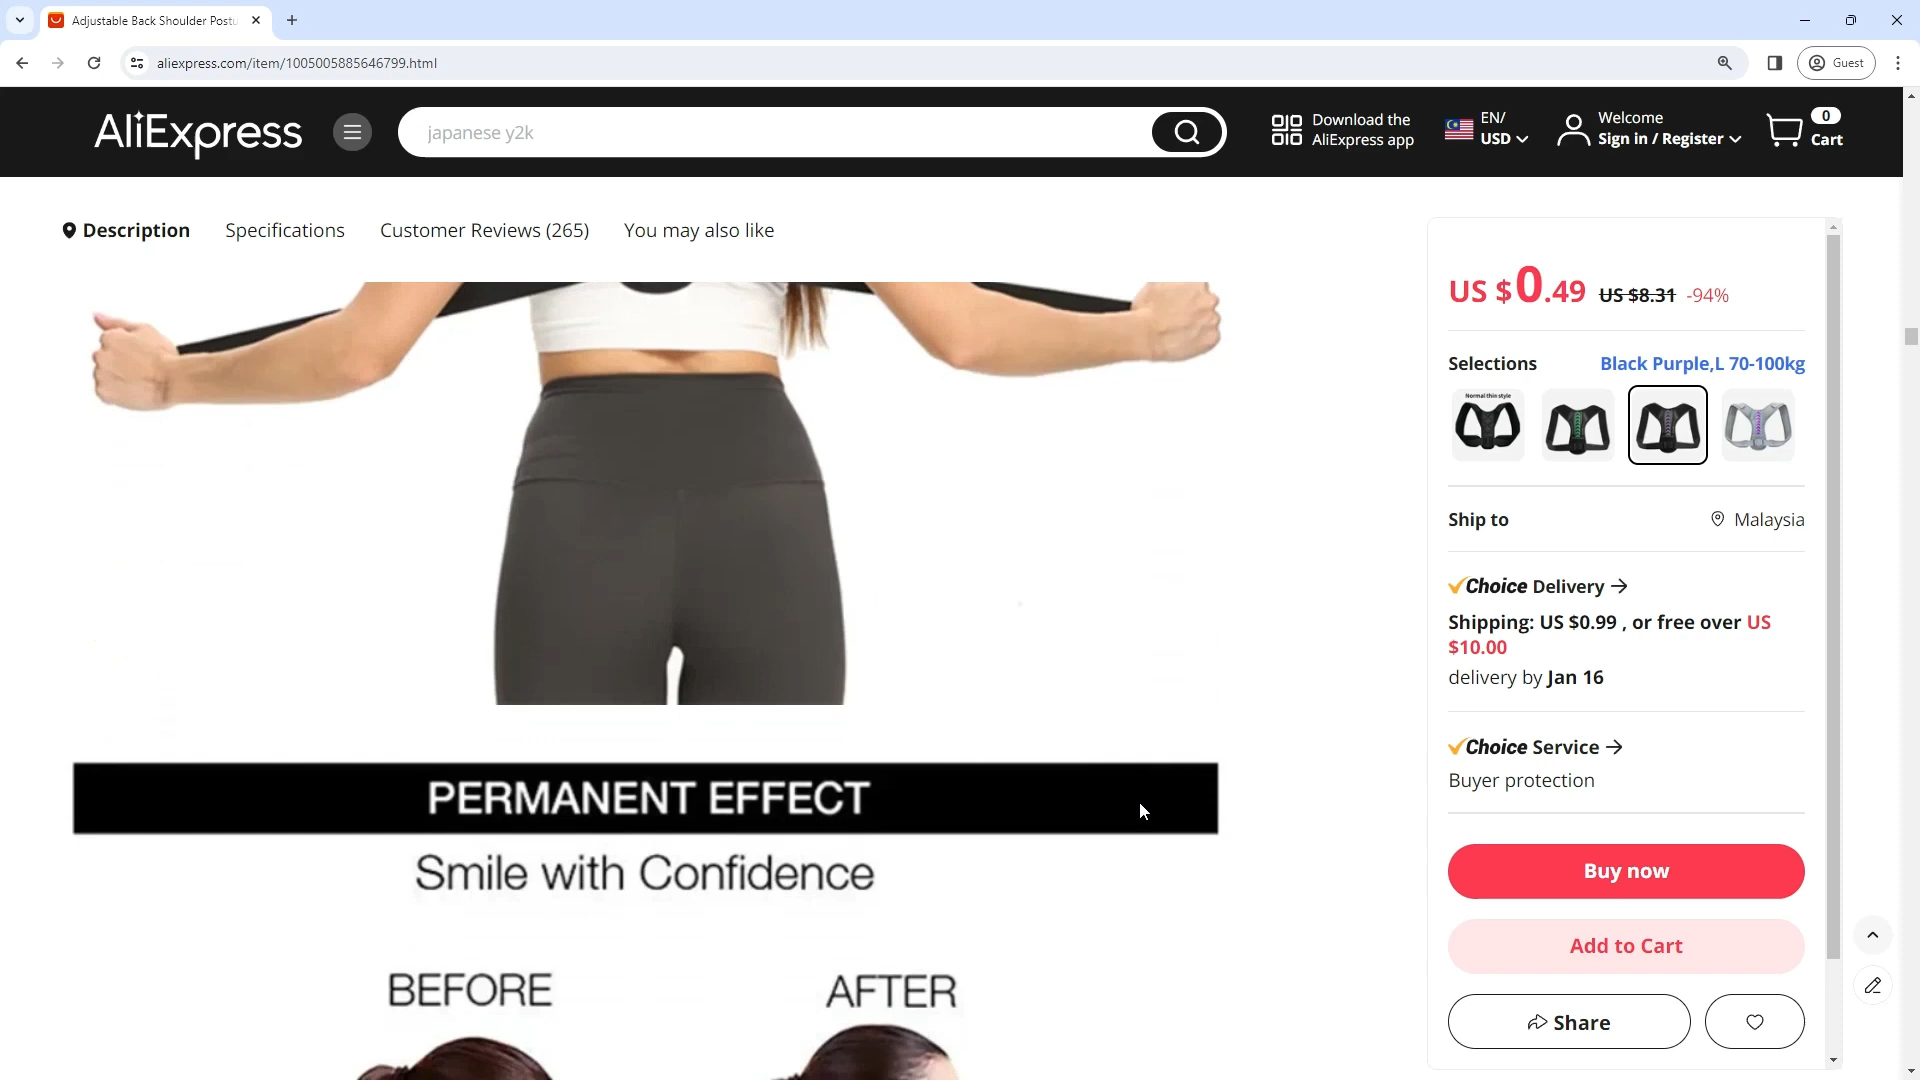 Adjustable Back Shoulder Postu
aliexpress.com/item/1005005885646799.html
Guest
AliExpress
japanese y2k
Download the
AliExpress app
EN/
USD
Welcome
Sign in / Register
0
Cart
Description
Specifications
Customer Reviews (265)
You may also like
US $0.49 US $8.31 -94%
Selections
Black Purple,L 70-100kg
Normal thin style
Ship to
Malaysia
Choice Delivery
Shipping: US $0.99 , or free over US
$10.00
delivery by Jan 16
Choice Service
Buyer protection
Buy now
Add to Cart
Share
PERMANENT EFFECT
Smile with Confidence
BEFORE
AFTER